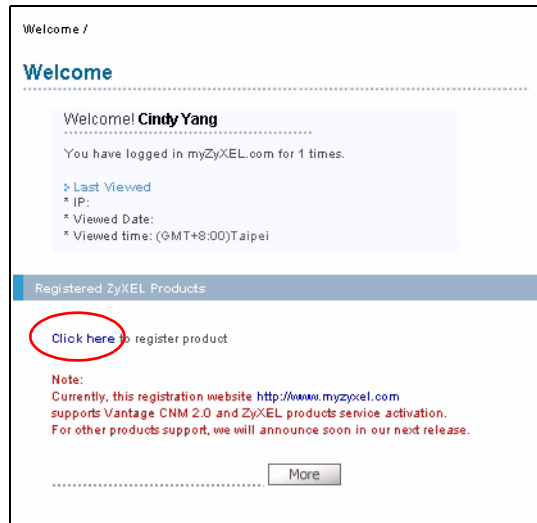 Welcome /
Welcome
Welcome! Cindy Yang
You have logged in myZyXEL.com for 1 times.
> Last Viewed
* IP:
* Viewed Date:
* Viewed time: (GMT+8:00)Taipei
Registered ZyXEL Products
Click here to register product
Note:
Currently, this registration website http://www.myzyxel.com
supports Vantage CNM 2.0 and ZyXEL products service activation.
For other products support, we will announce soon in our next release.
More